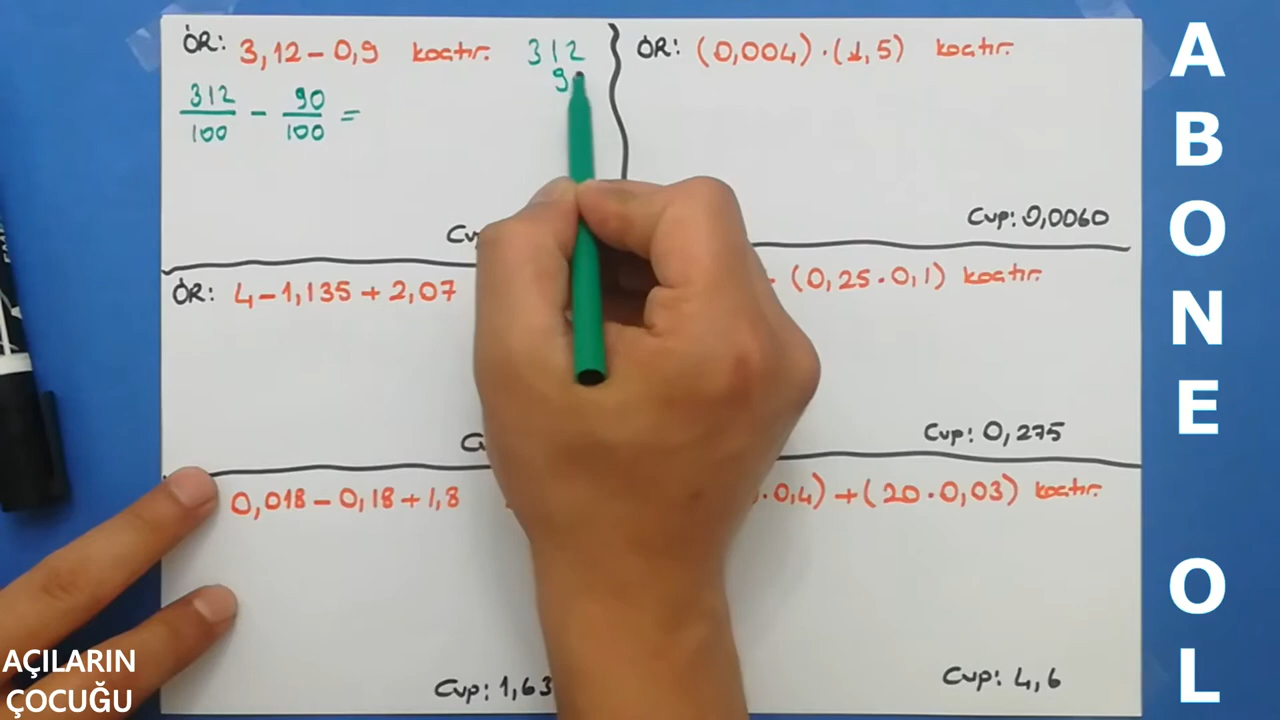 ÖR: 3,12 - 0,9 kaçtır. 312
9
312/100 - 90/100 =
ÖR: (0,004) · (1,5) kaçtır.
Cvp: 0,0060
ÖR: 4 - 1,135 + 2,07
· (0,25 · 0,1) kaçtır.
Cvp: 0,275
0,018 - 0,18 + 1,8
Cvp: 1,63
· 0,4) + (20 · 0,03) kaçtır.
Cvp: 4,6
ABONE
OL
AÇILARIN
ÇOCUĞU